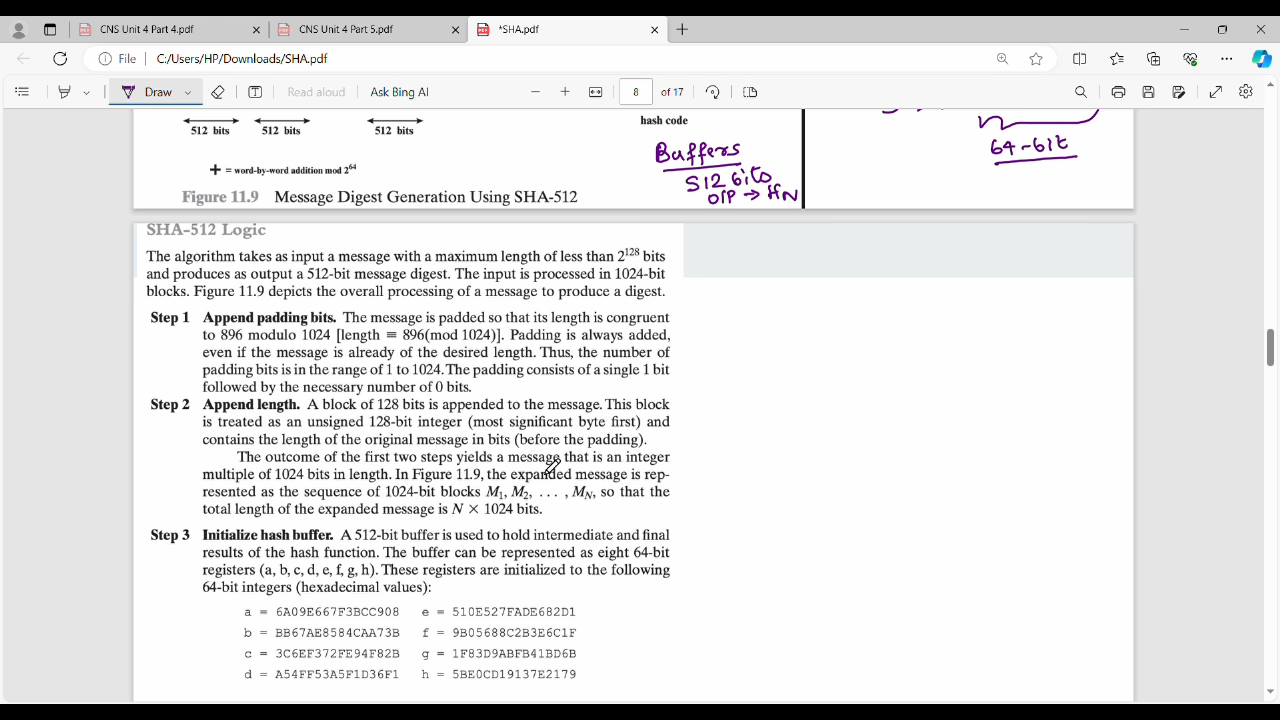 CNS Unit 4 Part 4.pdf
CNS Unit 4 Part 5.pdf
*SHA.pdf
File C:/Users/HP/Downloads/SHA.pdf
Draw
Read aloud
Ask Bing AI
8 of 17
512 bits 512 bits 512 bits
hash code
+ = word-by-word addition mod 2^64
Figure 11.9 Message Digest Generation Using SHA-512
Buffers
512 bits
O/P → HN
64-bit
SHA-512 Logic
The algorithm takes as input a message with a maximum length of less than 2^128 bits
and produces as output a 512-bit message digest. The input is processed in 1024-bit
blocks. Figure 11.9 depicts the overall processing of a message to produce a digest.
Step 1 Append padding bits. The message is padded so that its length is congruent
to 896 modulo 1024 [length ≡ 896(mod 1024)]. Padding is always added,
even if the message is already of the desired length. Thus, the number of
padding bits is in the range of 1 to 1024. The padding consists of a single 1 bit
followed by the necessary number of 0 bits.
Step 2 Append length. A block of 128 bits is appended to the message. This block
is treated as an unsigned 128-bit integer (most significant byte first) and
contains the length of the original message in bits (before the padding).
The outcome of the first two steps yields a message that is an integer
multiple of 1024 bits in length. In Figure 11.9, the expanded message is rep-
resented as the sequence of 1024-bit blocks M1, M2, . . . , MN, so that the
total length of the expanded message is N × 1024 bits.
Step 3 Initialize hash buffer. A 512-bit buffer is used to hold intermediate and final
results of the hash function. The buffer can be represented as eight 64-bit
registers (a, b, c, d, e, f, g, h). These registers are initialized to the following
64-bit integers (hexadecimal values):
a = 6A09E667F3BCC908 e = 510E527FADE682D1
b = BB67AE8584CAA73B f = 9B05688C2B3E6C1F
c = 3C6EF372FE94F82B g = 1F83D9ABFB41BD6B
d = A54FF53A5F1D36F1 h = 5BE0CD19137E2179